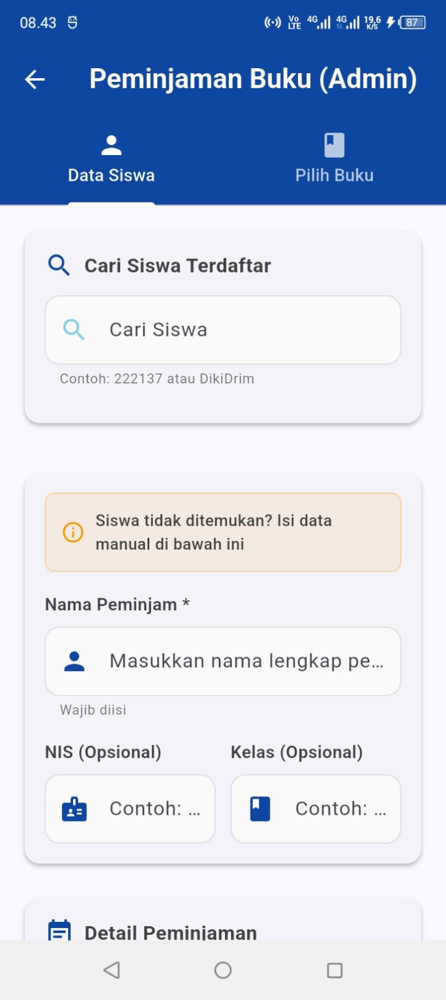 08.43
Vo
LTE
4G
4G
19,6
K/S
87
Peminjaman Buku (Admin)
Data Siswa
Pilih Buku
Cari Siswa Terdaftar
Cari Siswa
Contoh: 222137 atau DikiDrim
Siswa tidak ditemukan? Isi data
manual di bawah ini
Nama Peminjam *
Masukkan nama lengkap pe...
Wajib diisi
NIS (Opsional)
Kelas (Opsional)
Contoh: ...
Contoh: ...
Detail Peminjaman